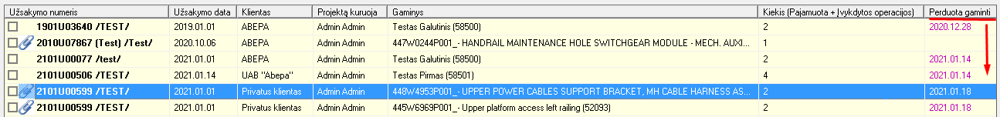 Užsakymo numeris Užsakymo data Klientas Projektą kuruoja Gaminys Kiekis (Pajamuota + Įvykdytos operacijos) Perduota gaminti
1901U03640 /TEST/ 2019.01.01 ABEPA Admin Admin Testas Galutinis (58500) 2 2020.12.28
2010U07867 (Test) /Test/ 2020.10.06 ABEPA Admin Admin 447W0244P001_- HANDRAIL MAINTENANCE HOLE SWITCHGEAR MODULE - MECH. AUXI... 1
2101U00077 /test/ 2021.01.01 ABEPA Admin Admin Testas Galutinis (58500) 2 2021.01.14
2101U00506 /TEST/ 2021.01.14 UAB "Abepa" Admin Admin Testas Pirmas (58501) 4 2021.01.14
2101U00599 /TEST/ 2021.01.01 Privatus klientas Admin Admin 448W4953P001_- UPPER POWER CABLES SUPPORT BRACKET, MH CABLE HARNESS AS... 2 2021.01.18
2101U00599 /TEST/ 2021.01.01 Privatus klientas Admin Admin 445W6969P001_- Upper platform access left railing (52093) 2 2021.01.18